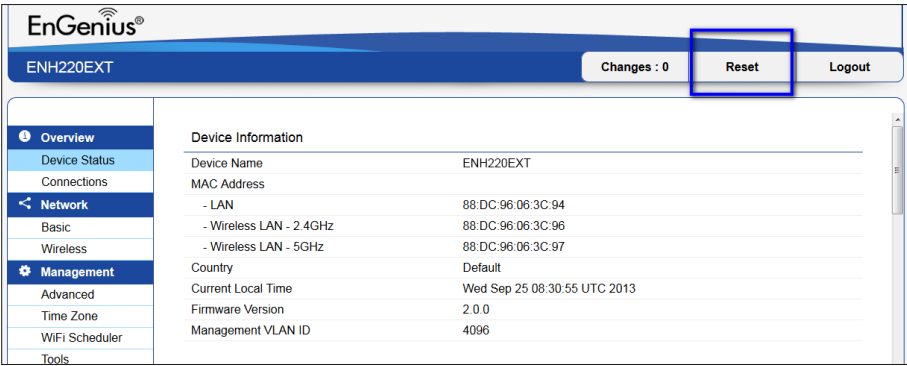 EnGenius®
ENH220EXT
Changes : 0 Reset Logout
Overview
Device Status
Connections
Network
Basic
Wireless
Management
Advanced
Time Zone
WiFi Scheduler
Tools
Device Information
Device Name ENH220EXT
MAC Address
- LAN 88:DC:96:06:3C:94
- Wireless LAN - 2.4GHz 88:DC:96:06:3C:96
- Wireless LAN - 5GHz 88:DC:96:06:3C:97
Country Default
Current Local Time Wed Sep 25 08:30:55 UTC 2013
Firmware Version 2.0.0
Management VLAN ID 4096